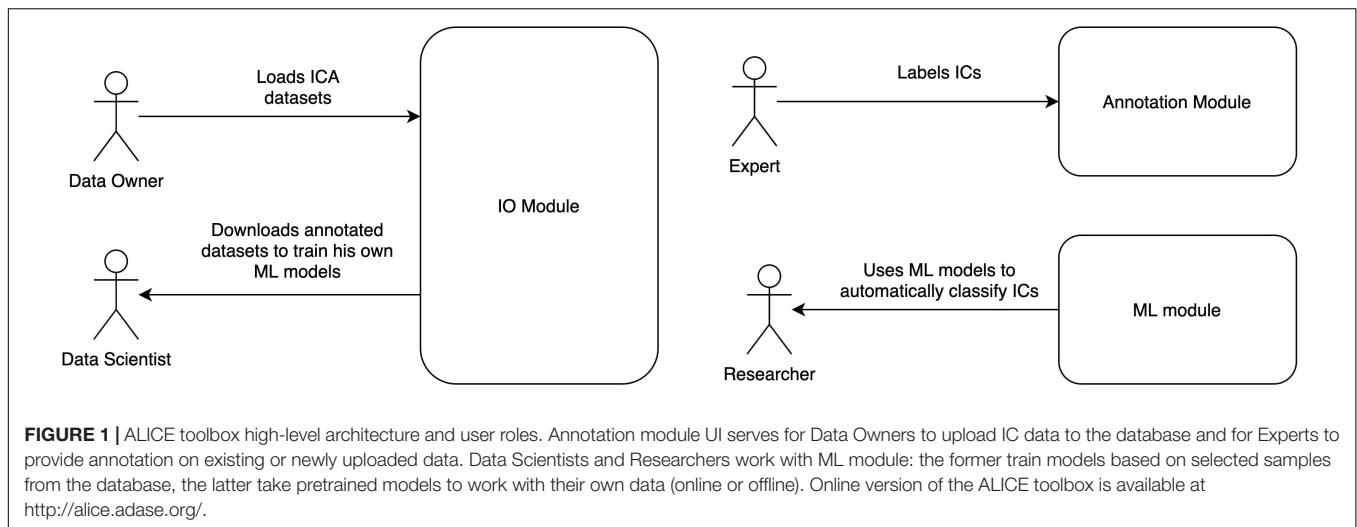 Loads ICA
datasets
Data Owner
Downloads annotated
datasets to train his own
ML models
Data Scientist
IO Module
Labels ICs
Expert
Annotation Module
Uses ML models to
automatically classify ICs
Researcher
ML module
FIGURE 1 | ALICE toolbox high-level architecture and user roles. Annotation module UI serves for Data Owners to upload IC data to the database and for Experts to
provide annotation on existing or newly uploaded data. Data Scientists and Researchers work with ML module: the former train models based on selected samples
from the database, the latter take pretrained models to work with their own data (online or offline). Online version of the ALICE toolbox is available at
http://alice.adase.org/.